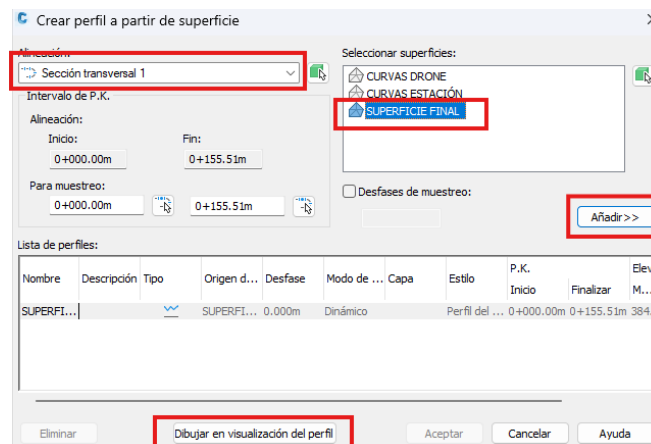 Crear perfil a partir de superficie
Alineación:
Sección transversal 1
Seleccionar superficies:
CURVAS DRONE
CURVAS ESTACIÓN
SUPERFICIE FINAL
Intervalo de P.K.
Alineación:
Inicio: Fin:
0+000.00m 0+155.51m
Para muestreo:
0+000.00m 0+155.51m
Desfases de muestreo:
Añadir>>
Lista de perfiles:
Nombre Descripción Tipo Origen d... Desfase Modo de ... Capa Estilo P.K. Inicio Finalizar Elev M...
SUPERFI... SUPERFI... 0.000m Dinámico Perfil del ... 0+000.00m 0+155.51m 384.
Eliminar Dibujar en visualización del perfil Aceptar Cancelar Ayuda